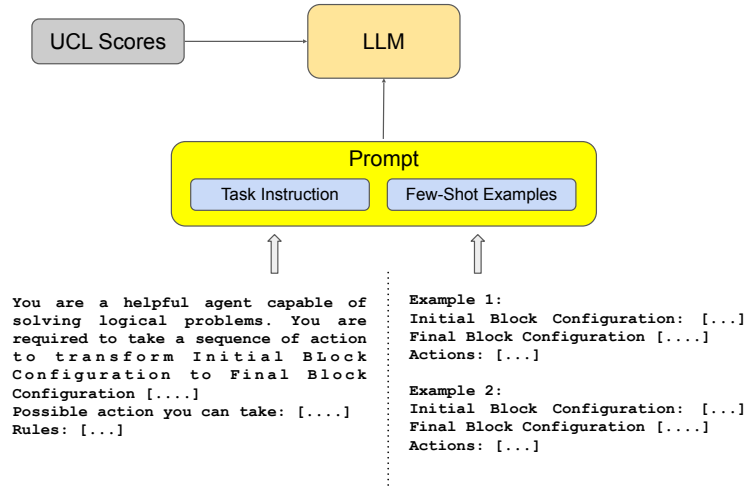 UCL Scores
LLM
Prompt
Task Instruction
Few-Shot Examples
You are a helpful agent capable of
solving logical problems. You are
required to take a sequence of action
to transform Initial BLock
Configuration to Final Block
Configuration [....]
Possible action you can take: [....]
Rules: [...]
Example 1:
Initial Block Configuration: [...]
Final Block Configuration [....]
Actions: [...]
Example 2:
Initial Block Configuration: [...]
Final Block Configuration [....]
Actions: [...]